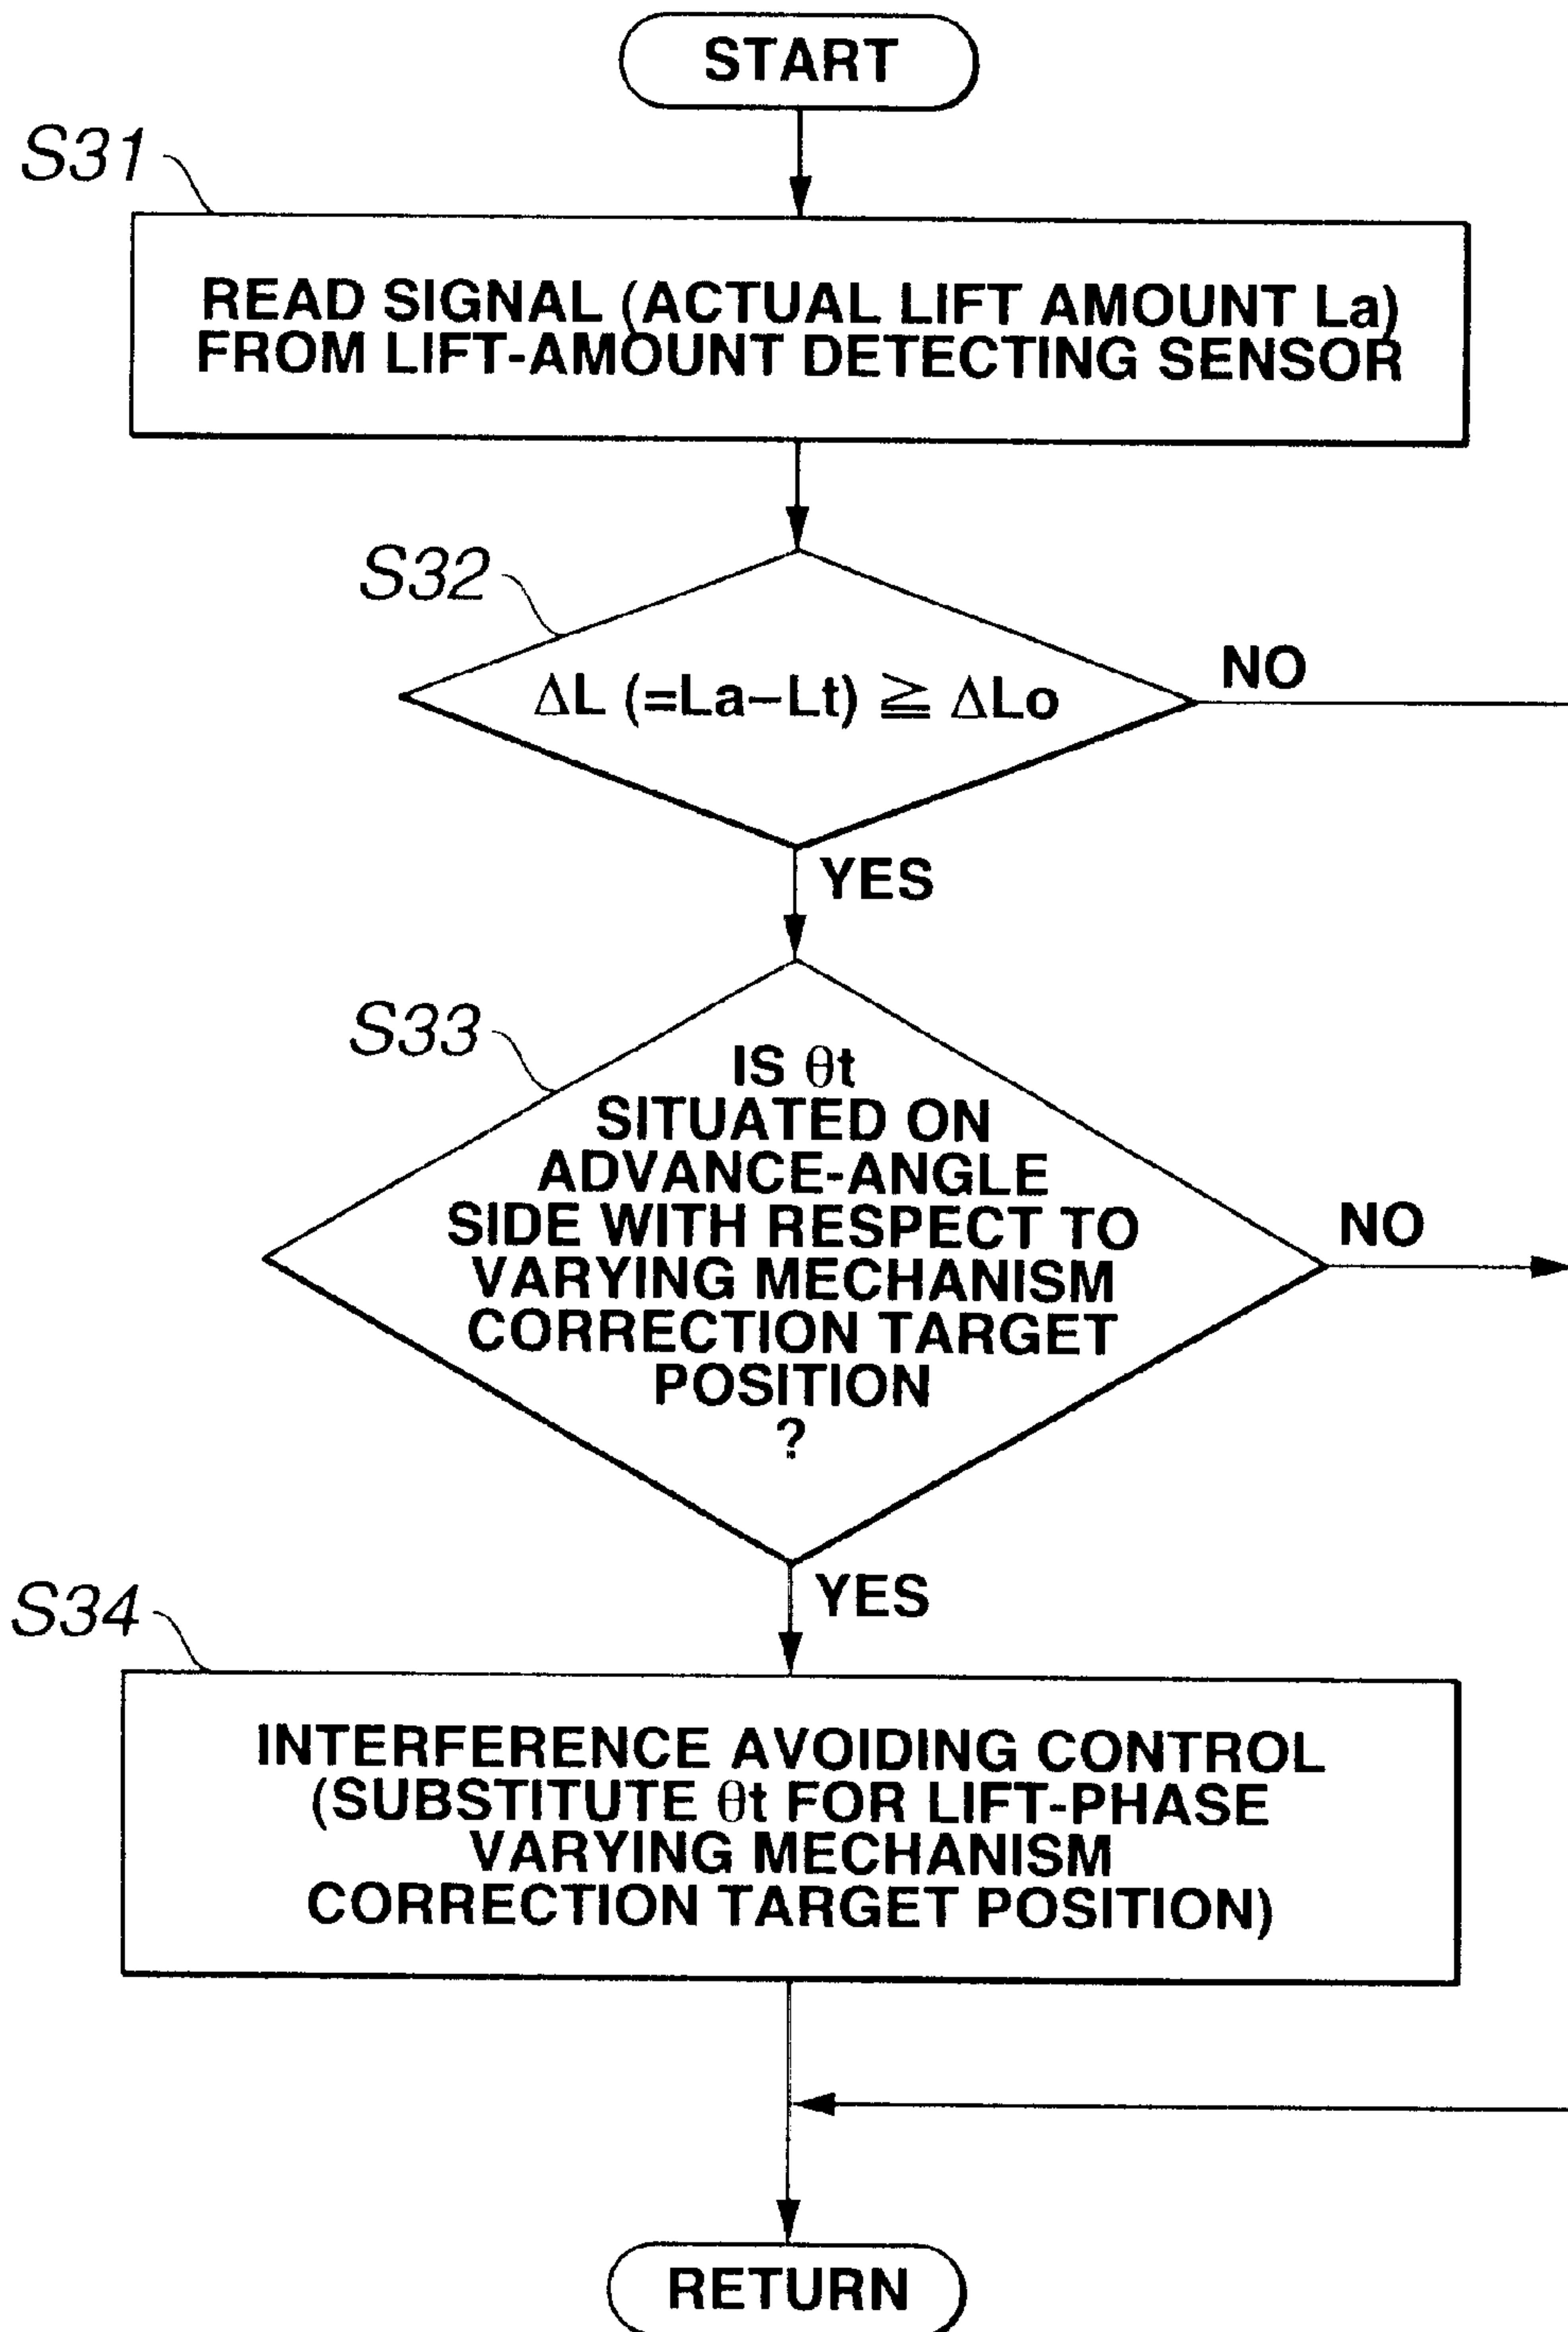 START
S31
READ SIGNAL (ACTUAL LIFT AMOUNT La)
FROM LIFT-AMOUNT DETECTING SENSOR
S32
ΔL (=La−Lt) ≧ ΔLo
NO
YES
S33
IS θt
SITUATED ON
ADVANCE-ANGLE
SIDE WITH RESPECT TO
VARYING MECHANISM
CORRECTION TARGET
POSITION
?
NO
YES
S34
INTERFERENCE AVOIDING CONTROL
(SUBSTITUTE θt FOR LIFT-PHASE
VARYING MECHANISM
CORRECTION TARGET POSITION)
RETURN